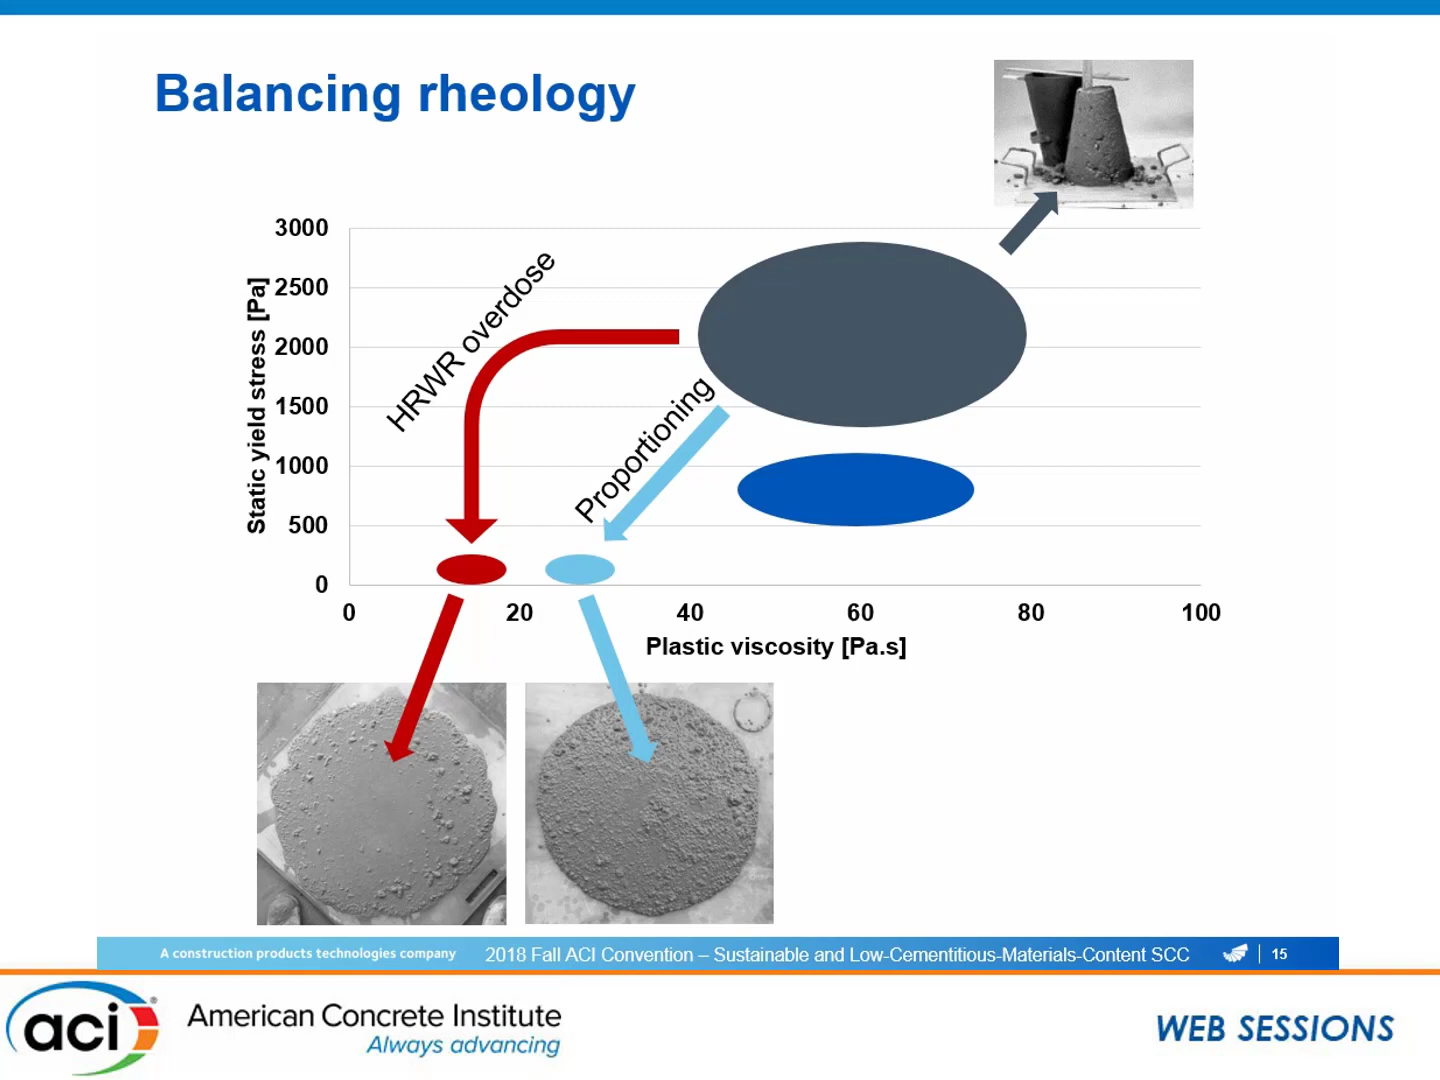 Balancing rheology
3000
2500
2000
1500
1000
500
0
Static yield stress [Pa]
HRWR overdose
Proportioning
0 20 40 60 80 100
Plastic viscosity [Pa.s]
A construction products technologies company 2018 Fall ACI Convention – Sustainable and Low-Cementitious-Materials-Content SCC 15
aci® American Concrete Institute
Always advancing
WEB SESSIONS